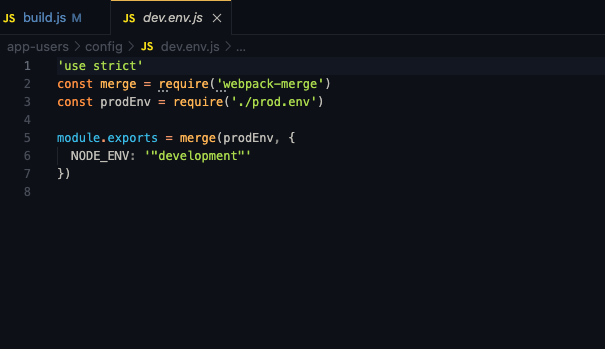 JS build.js M JS dev.env.js ×
app-users > config > JS dev.env.js > ...
1 'use strict'
2 const merge = require('webpack-merge')
3 const prodEnv = require('./prod.env')
4
5 module.exports = merge(prodEnv, {
6 NODE_ENV: '"development"'
7 })
8